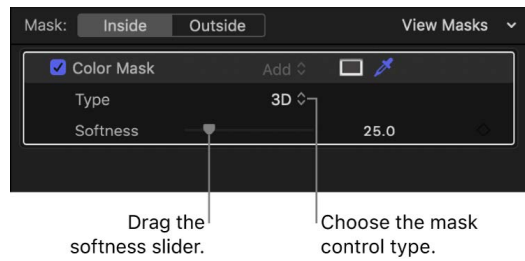 Mask: Inside Outside View Masks
Color Mask Add
Type 3D
Softness 25.0
Drag the
softness slider.
Choose the mask
control type.